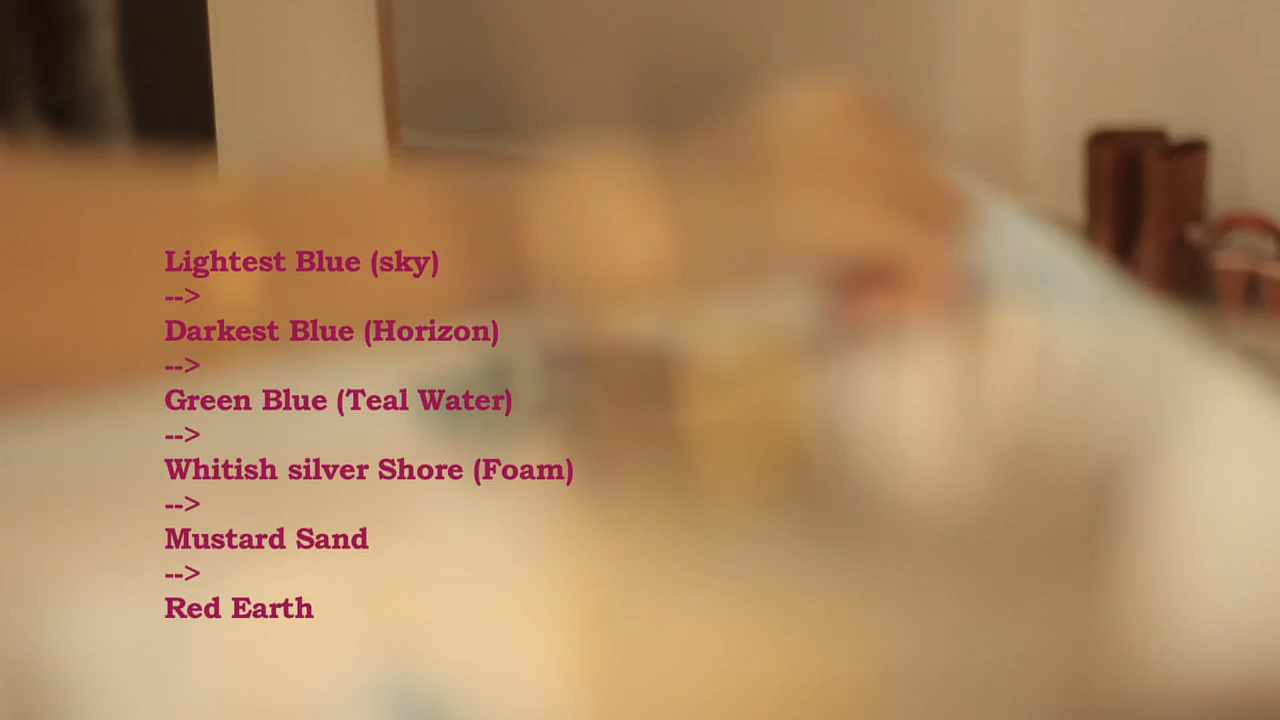 Lightest Blue (sky)
-->
Darkest Blue (Horizon)
-->
Green Blue (Teal Water)
-->
Whitish silver Shore (Foam)
-->
Mustard Sand
-->
Red Earth